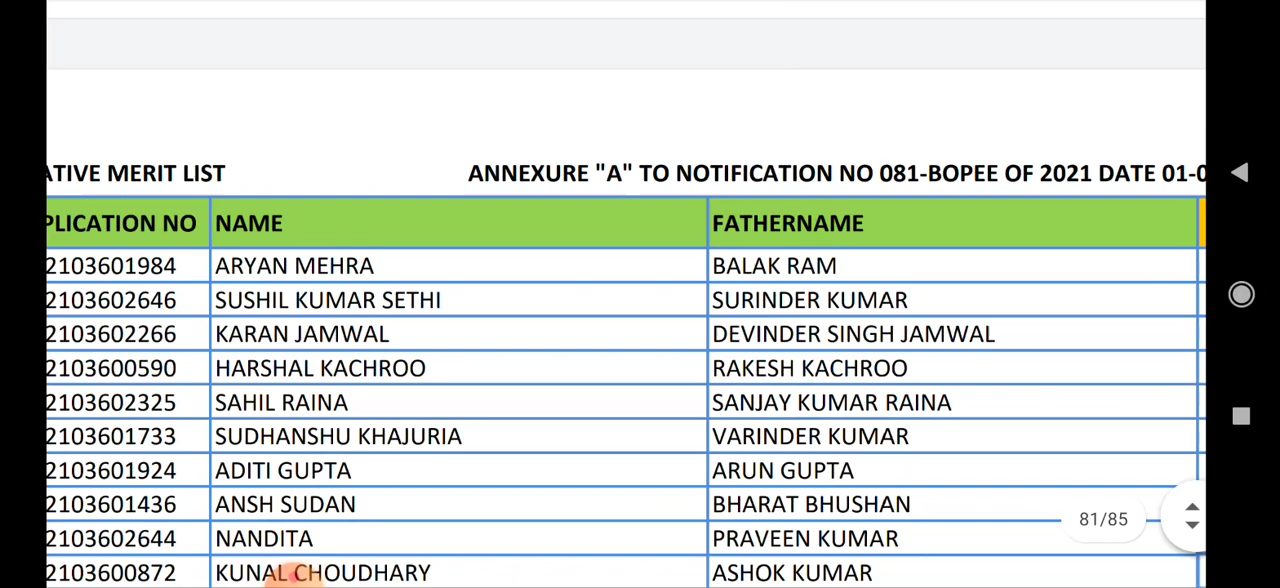 ATIVE MERIT LIST ANNEXURE "A" TO NOTIFICATION NO 081-BOPEE OF 2021 DATE 01-0
PLICATION NO NAME FATHERNAME
2103601984 ARYAN MEHRA BALAK RAM
2103602646 SUSHIL KUMAR SETHI SURINDER KUMAR
2103602266 KARAN JAMWAL DEVINDER SINGH JAMWAL
2103600590 HARSHAL KACHROO RAKESH KACHROO
2103602325 SAHIL RAINA SANJAY KUMAR RAINA
2103601733 SUDHANSHU KHAJURIA VARINDER KUMAR
2103601924 ADITI GUPTA ARUN GUPTA
2103601436 ANSH SUDAN BHARAT BHUSHAN
81/85
2103602644 NANDITA PRAVEEN KUMAR
2103600872 KUNAL CHOUDHARY ASHOK KUMAR